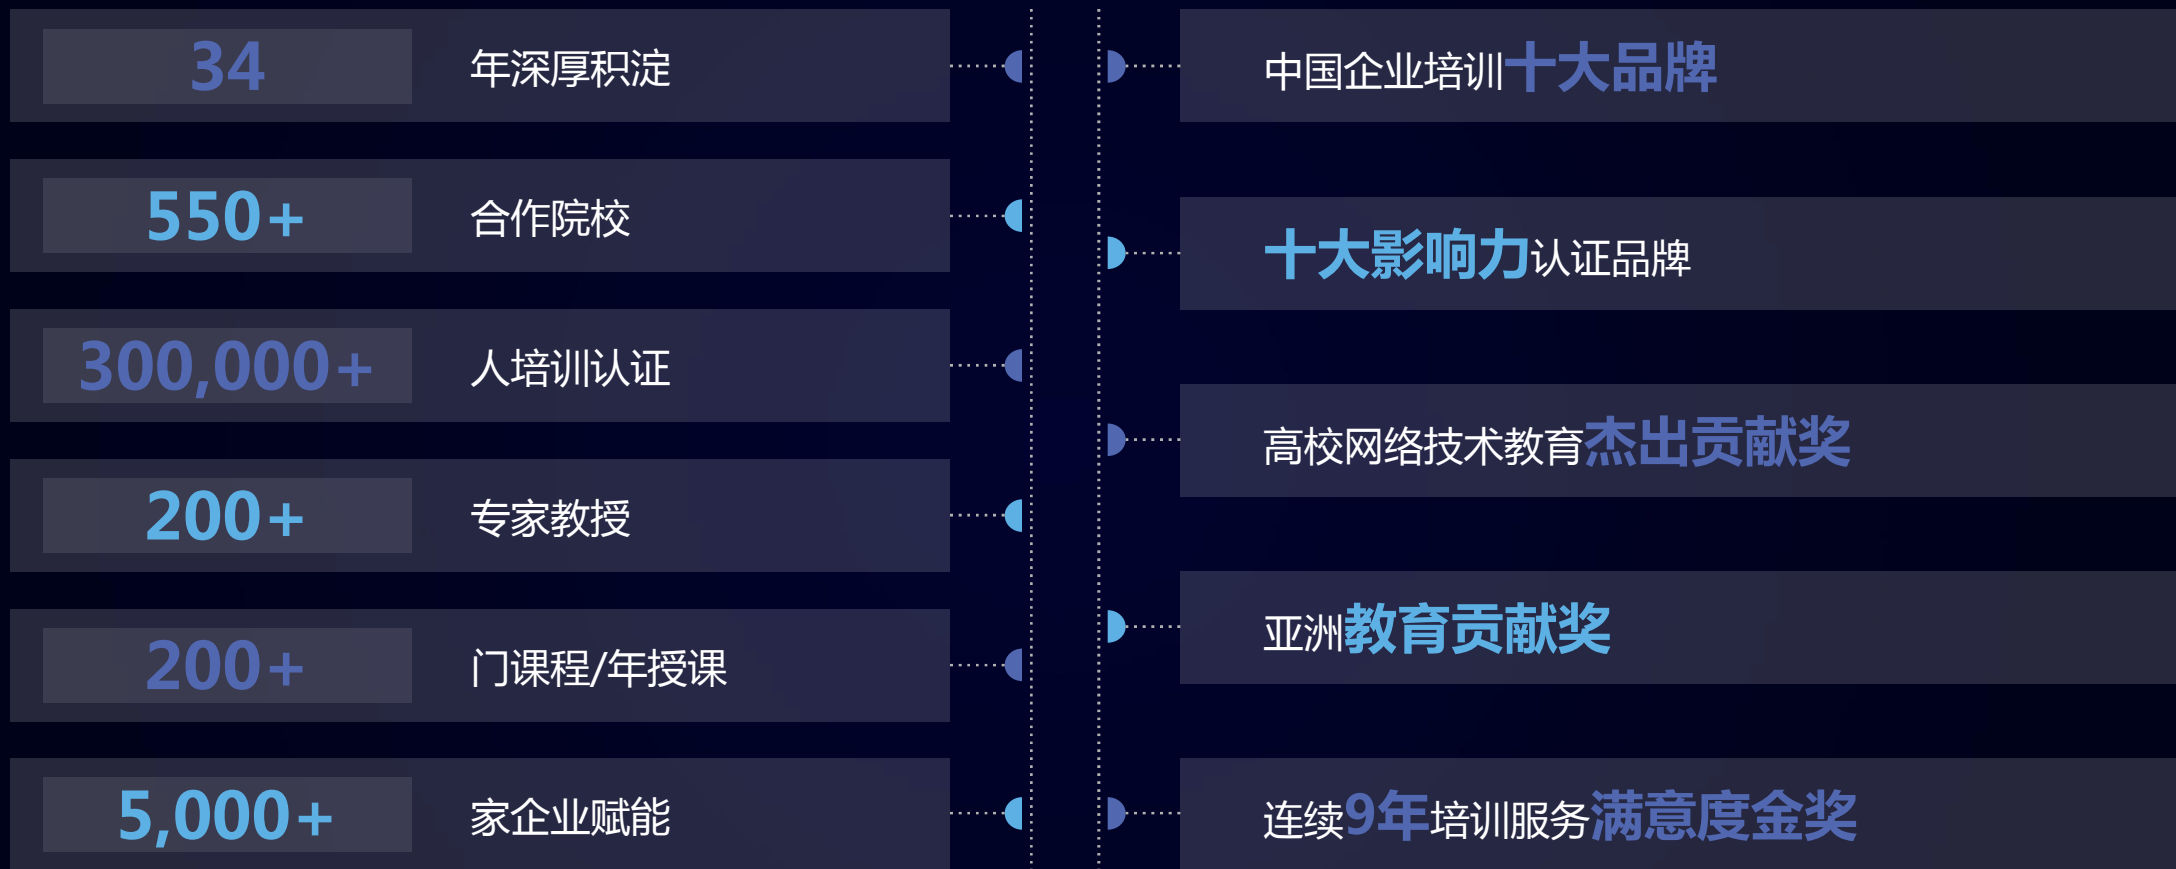 34 年深厚积淀
550+ 合作院校
300,000+ 人培训认证
200+ 专家教授
200+ 门课程/年授课
5,000+ 家企业赋能
中国企业培训十大品牌
十大影响力认证品牌
高校网络技术教育杰出贡献奖
亚洲教育贡献奖
连续9年培训服务满意度金奖